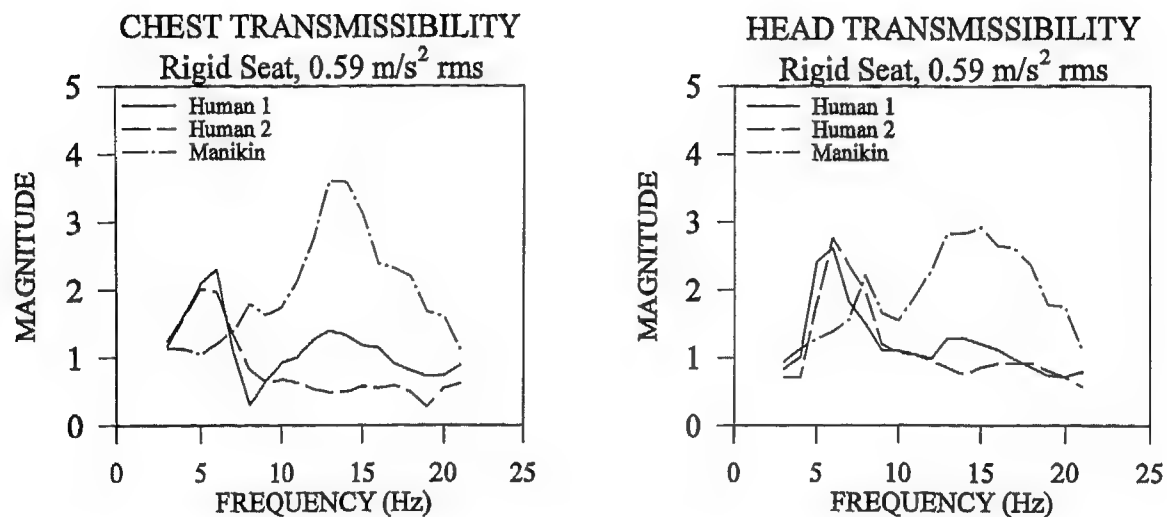 CHEST TRANSMISSIBILITY
Rigid Seat, 0.59 m/s² rms
MAGNITUDE
5
4
3
2
1
0
Human 1
Human 2
Manikin
0 5 10 15 20 25
FREQUENCY (Hz)
HEAD TRANSMISSIBILITY
Rigid Seat, 0.59 m/s² rms
MAGNITUDE
5
4
3
2
1
0
Human 1
Human 2
Manikin
0 5 10 15 20 25
FREQUENCY (Hz)